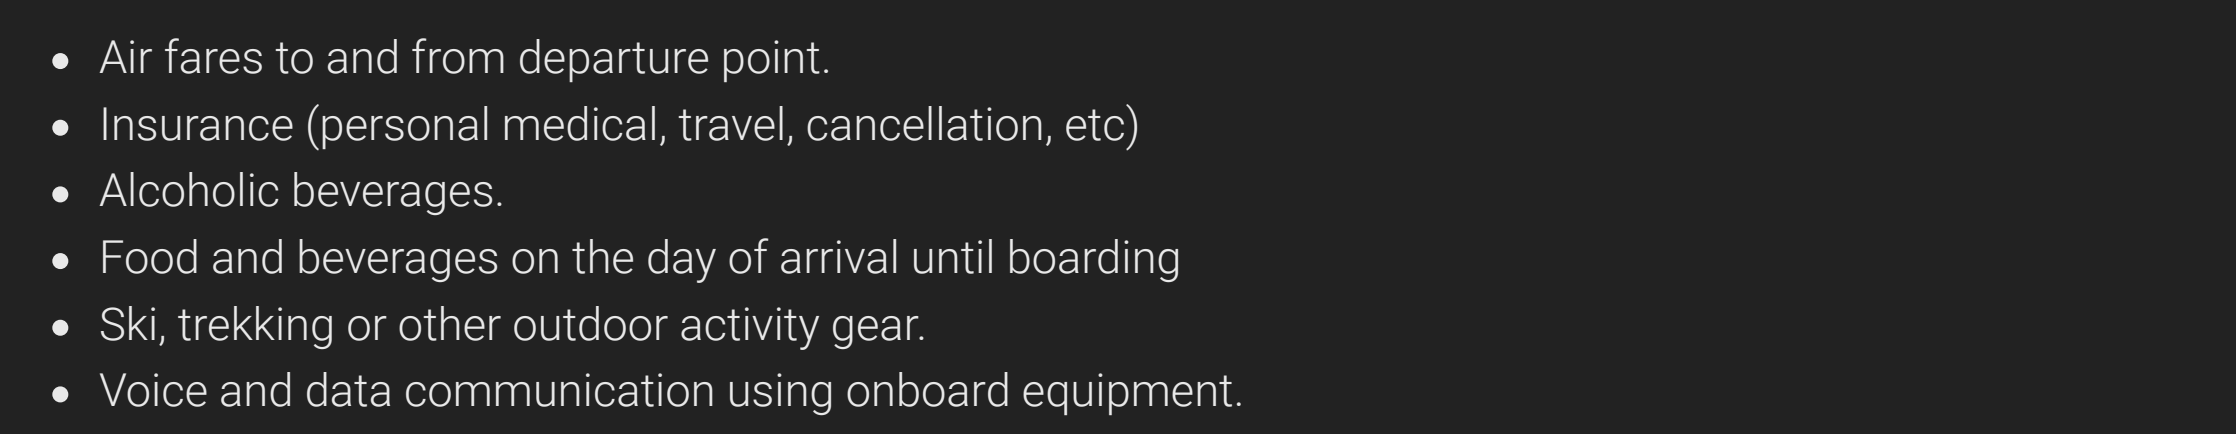 • Air fares to and from departure point.
• Insurance (personal medical, travel, cancellation, etc)
• Alcoholic beverages.
• Food and beverages on the day of arrival until boarding
• Ski, trekking or other outdoor activity gear.
• Voice and data communication using onboard equipment.